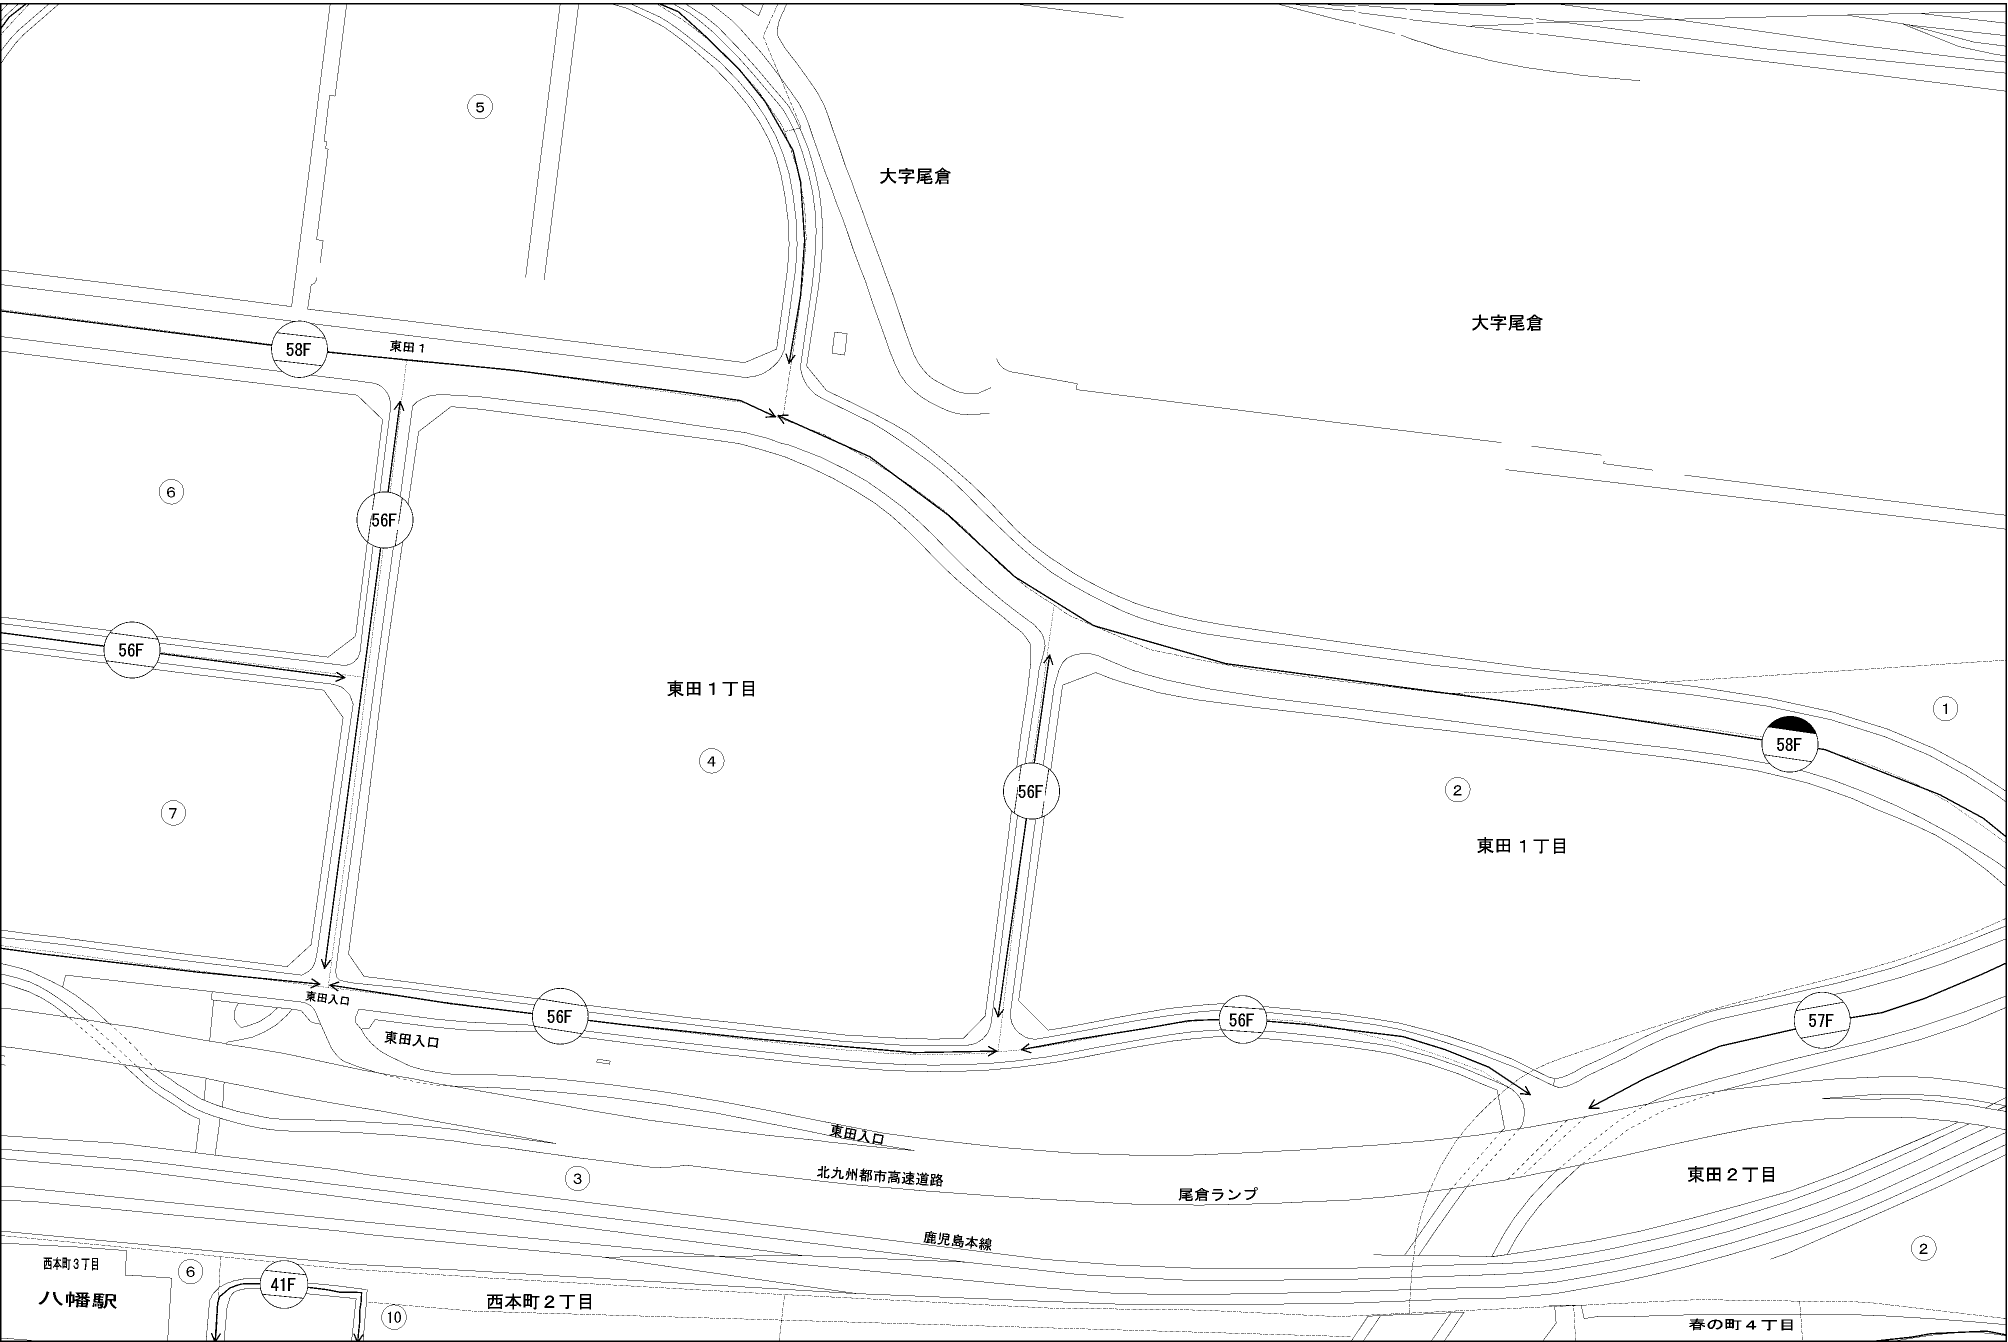 5
大字尾倉
大字尾倉
58F
東田1
6
56F
56F
東田1丁目
1
58F
4
56F
2
7
東田1丁目
東田入口
56F
56F
57F
東田入口
東田入口
北九州都市高速道路
3
尾倉ランプ
東田2丁目
鹿児島本線
2
西本町3丁目
6
41F
八幡駅
西本町2丁目
10
春の町4丁目